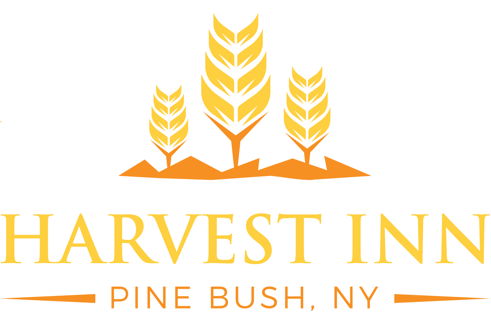 HARVEST INN
PINE BUSH, NY